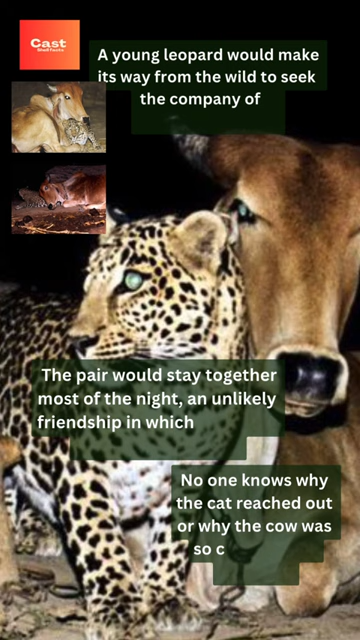 Cast
A young leopard would make
its way from the wild to seek
the company of
The pair would stay together
most of the night, an unlikely
friendship in which
No one knows why
the cat reached out
or why the cow was
so c